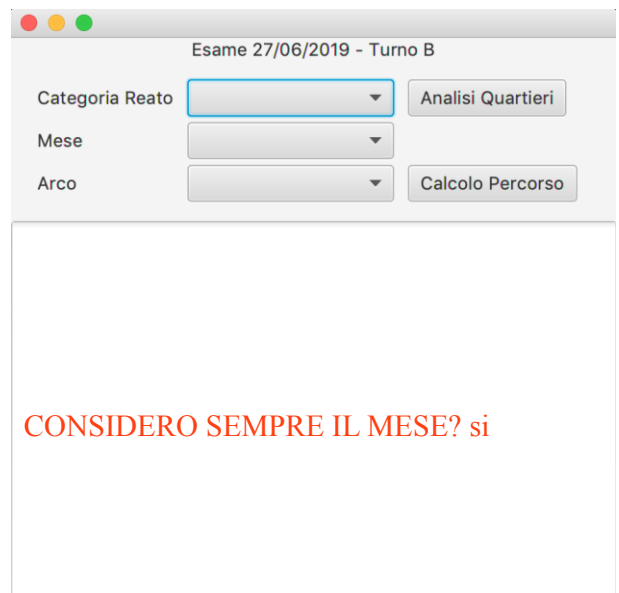 Esame 27/06/2019 - Turno B
Categoria Reato
Analisi Quartieri
Mese
Arco
Calcolo Percorso
CONSIDERO SEMPRE IL MESE? si